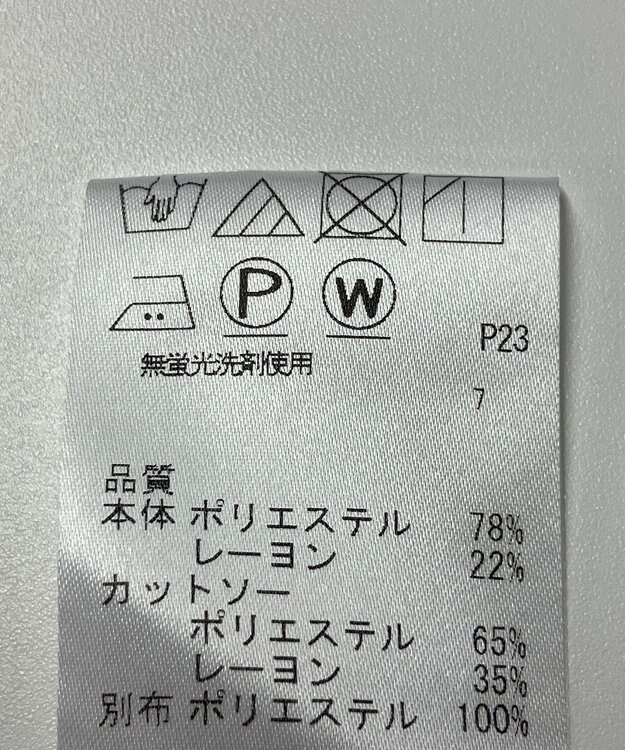 P
W
P23
無蛍光洗剤使用
7
品質
本体 ポリエステル 78%
レーヨン 22%
カットソー
ポリエステル 65%
レーヨン 35%
別布 ポリエステル 100%